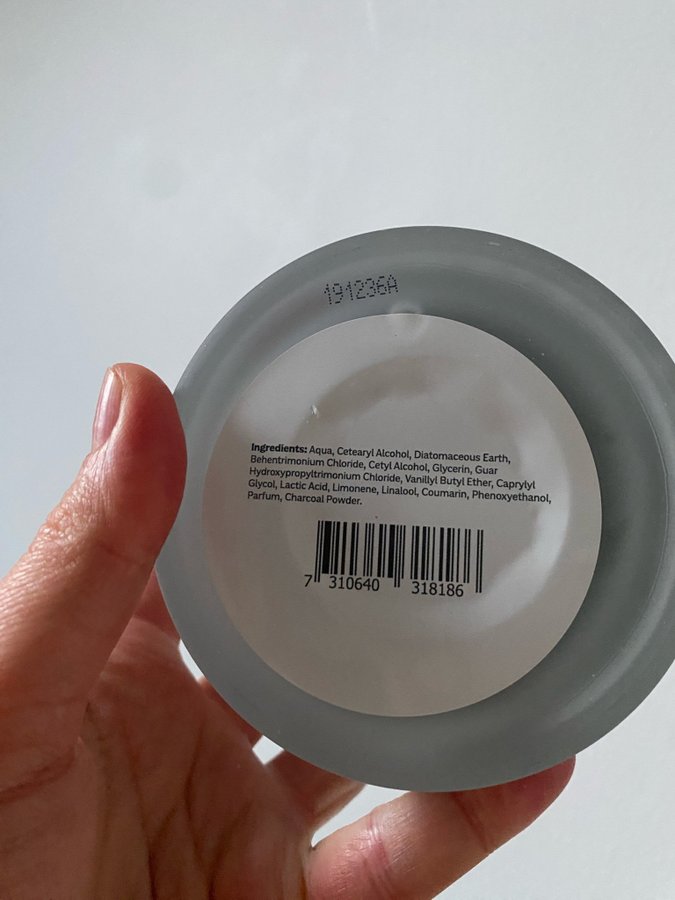 191236A
Ingredients: Aqua, Cetearyl Alcohol, Diatomaceous Earth,
Behentrimonium Chloride, Cetyl Alcohol, Glycerin, Guar
Hydroxypropyltrimonium Chloride, Vanillyl Butyl Ether, Caprylyl
Glycol, Lactic Acid, Limonene, Linalool, Coumarin, Phenoxyethanol,
Parfum, Charcoal Powder.
7 310640 318186